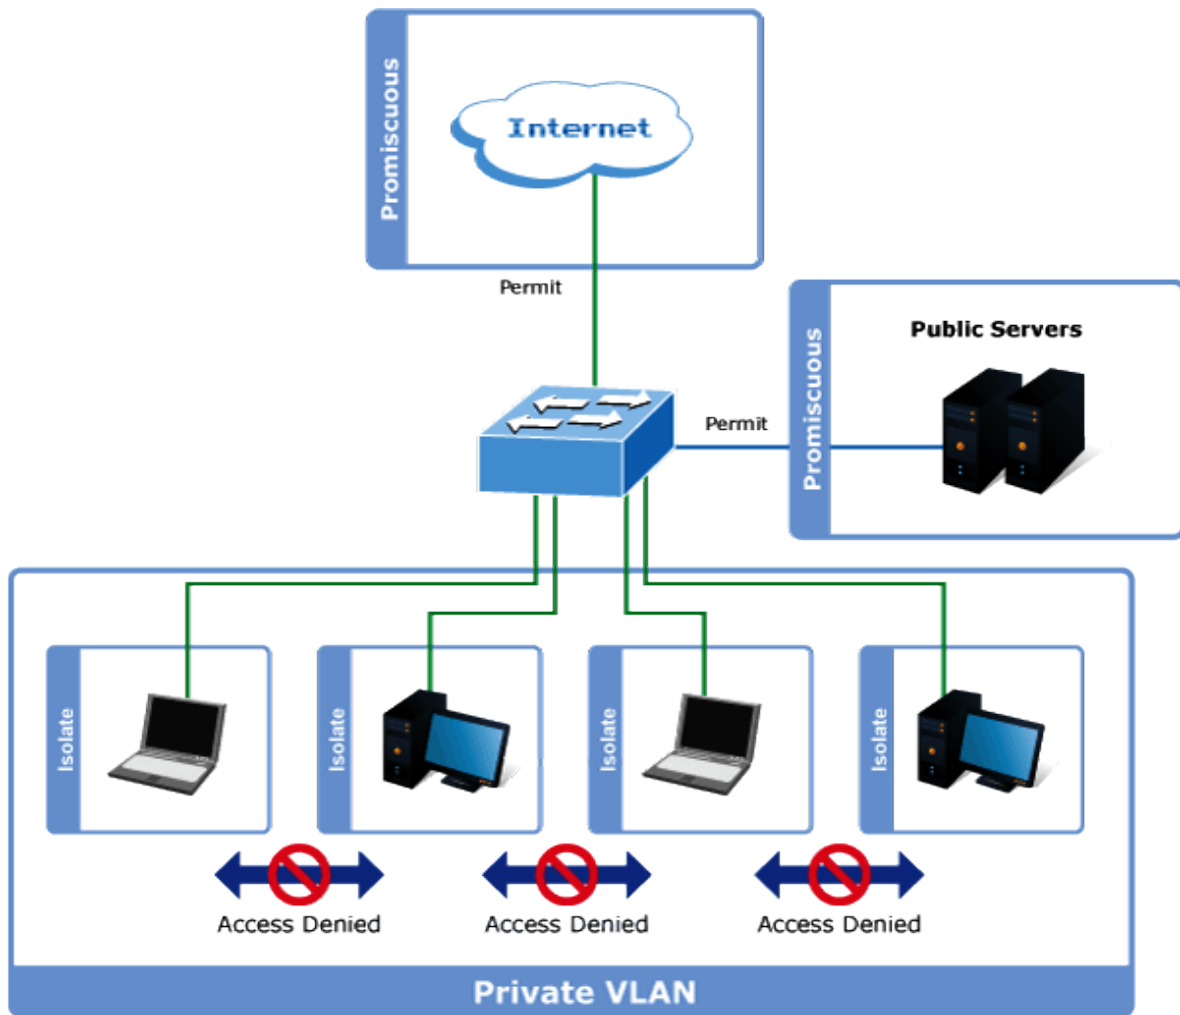 Promiscuous
Internet
Permit
Public Servers
Permit
Promiscuous
Isolate
Isolate
Isolate
Isolate
Access Denied
Access Denied
Access Denied
Private VLAN